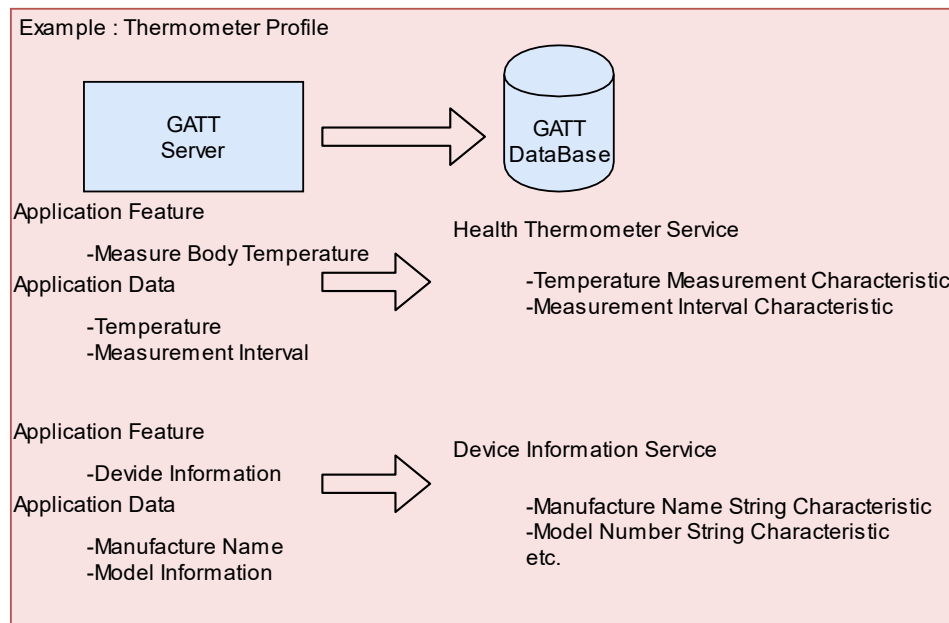 Example : Thermometer Profile
GATT
Server
GATT
DataBase
Application Feature
-Measure Body Temperature
Application Data
-Temperature
-Measurement Interval
Health Thermometer Service
-Temperature Measurement Characteristic
-Measurement Interval Characteristic
Application Feature
-Devide Information
Application Data
-Manufacture Name
-Model Information
Device Information Service
-Manufacture Name String Characteristic
-Model Number String Characteristic
etc.